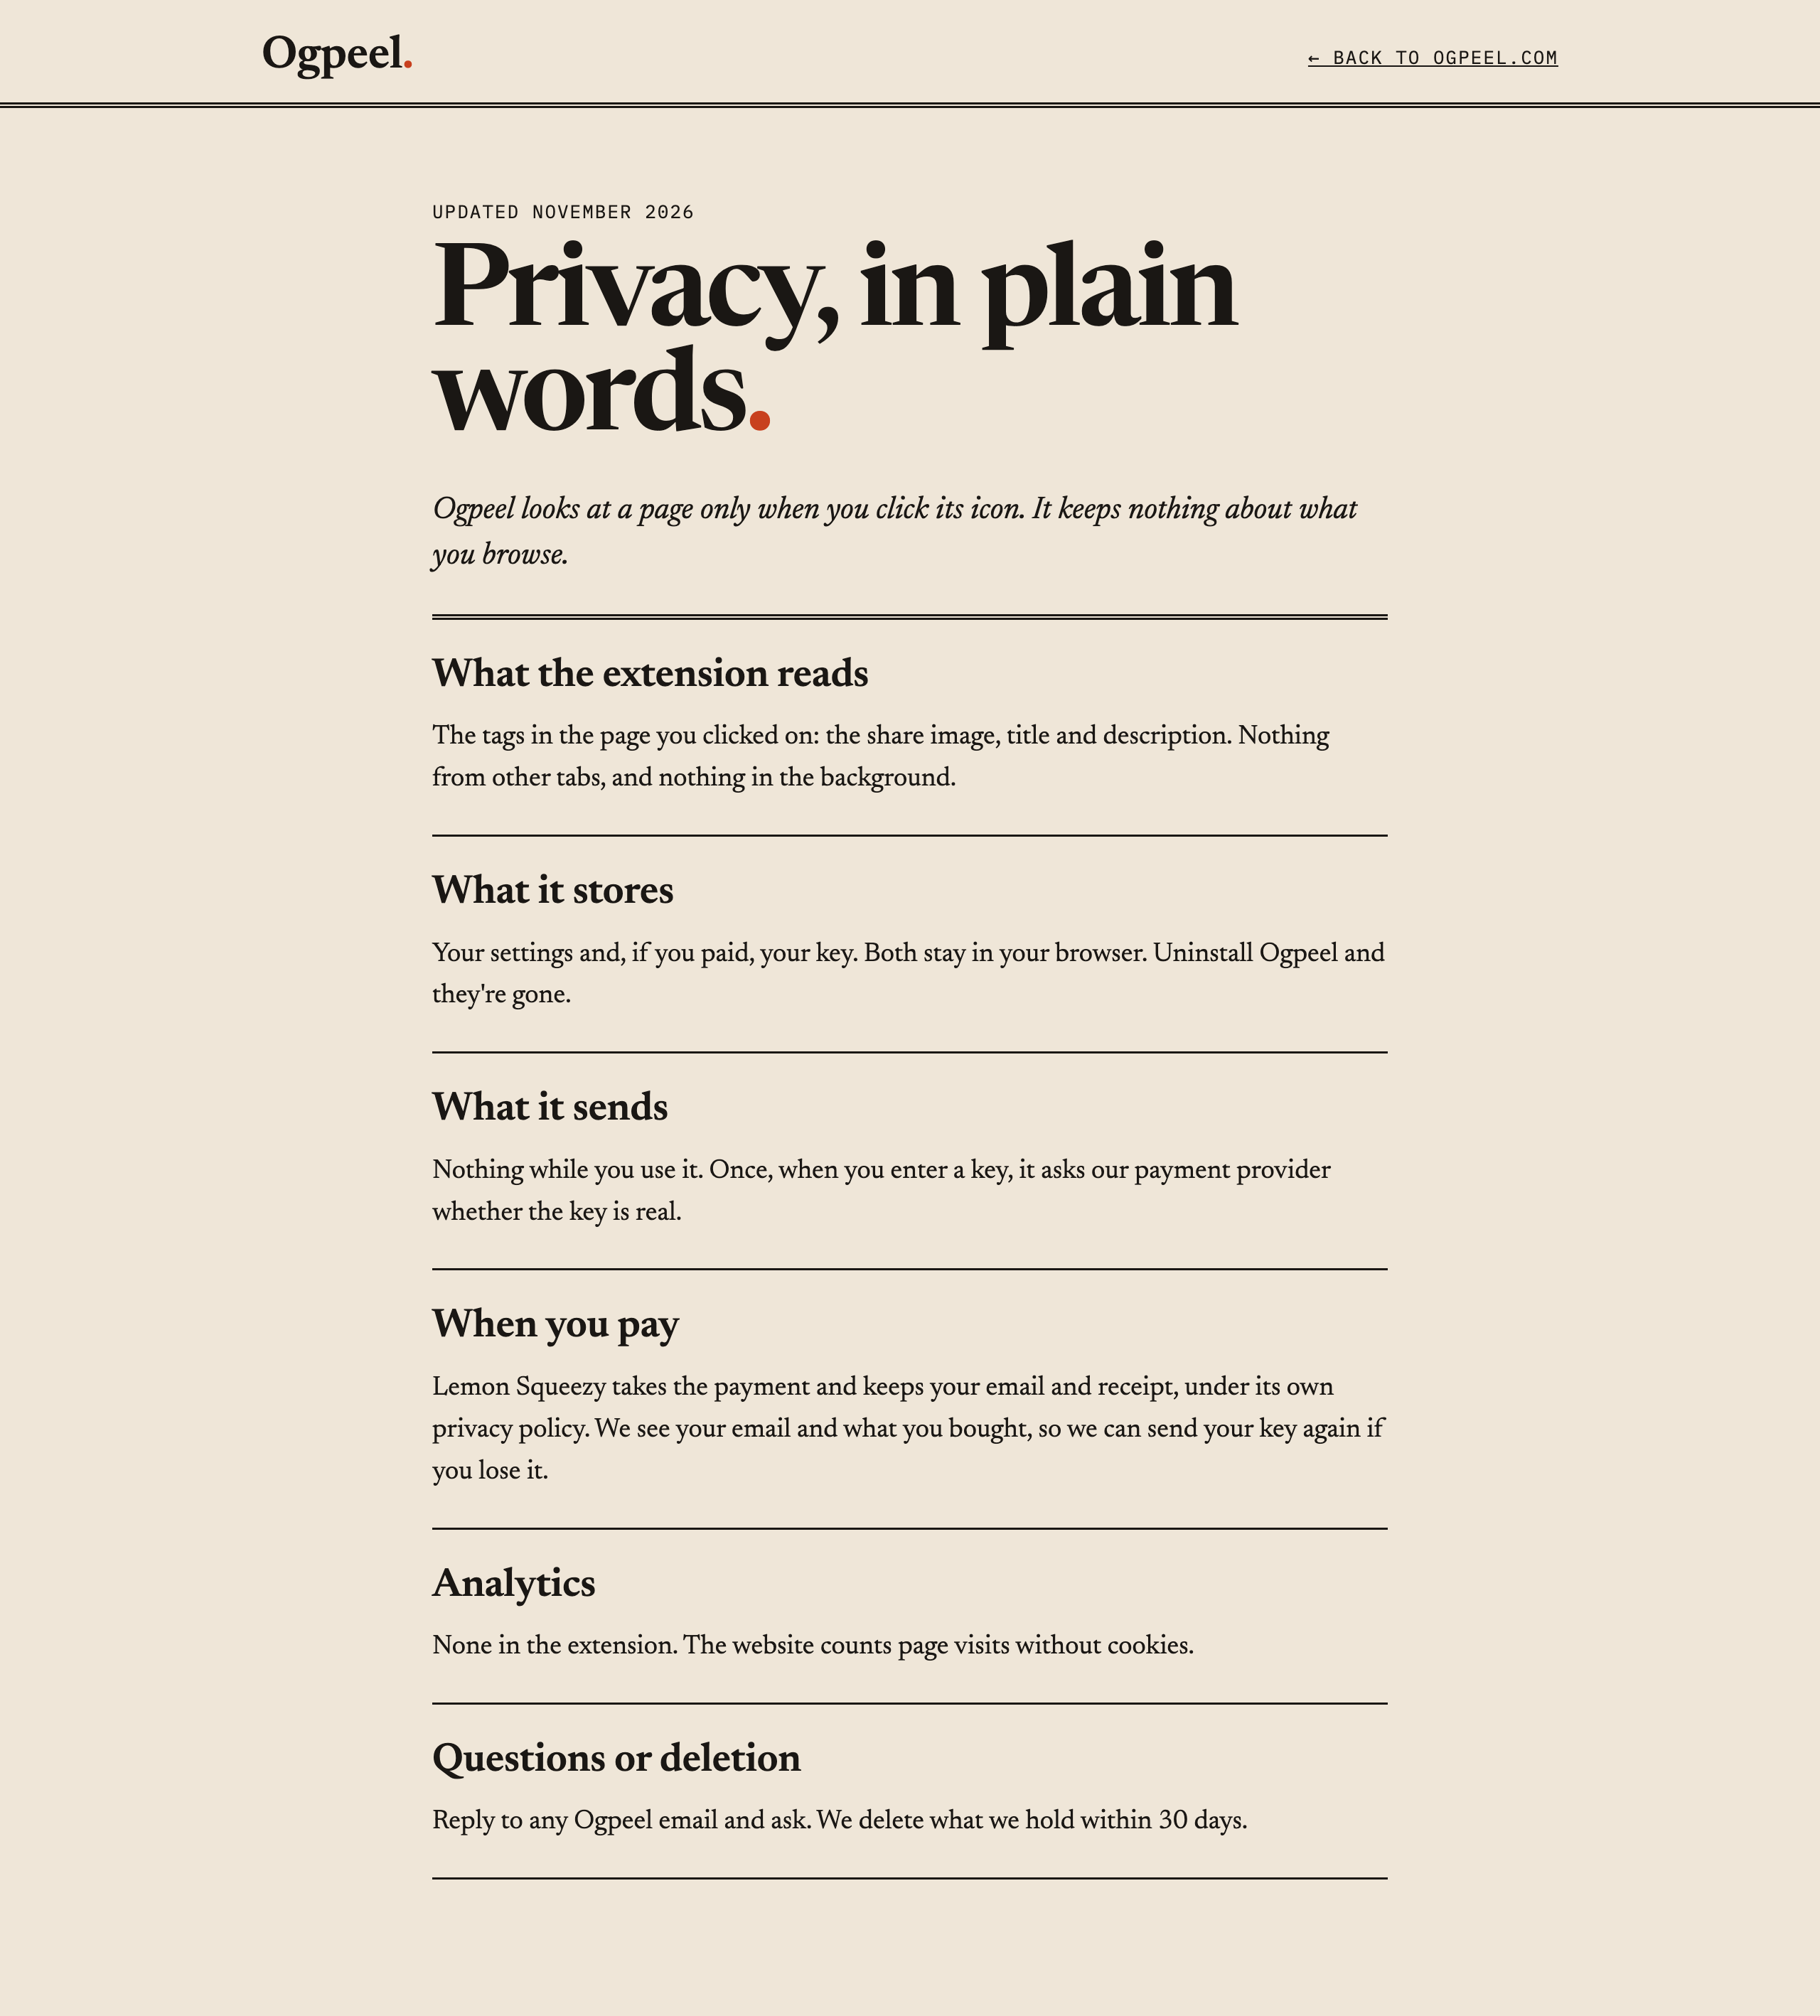 Ogpeel.
← BACK TO OGPEEL.COM
UPDATED NOVEMBER 2026
Privacy, in plain
words.
Ogpeel looks at a page only when you click its icon. It keeps nothing about what
you browse.
What the extension reads
The tags in the page you clicked on: the share image, title and description. Nothing
from other tabs, and nothing in the background.
What it stores
Your settings and, if you paid, your key. Both stay in your browser. Uninstall Ogpeel and
they're gone.
What it sends
Nothing while you use it. Once, when you enter a key, it asks our payment provider
whether the key is real.
When you pay
Lemon Squeezy takes the payment and keeps your email and receipt, under its own
privacy policy. We see your email and what you bought, so we can send your key again if
you lose it.
Analytics
None in the extension. The website counts page visits without cookies.
Questions or deletion
Reply to any Ogpeel email and ask. We delete what we hold within 30 days.